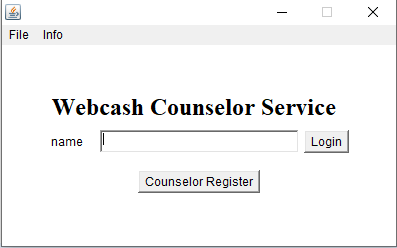 File Info
Webcash Counselor Service
name Login
Counselor Register